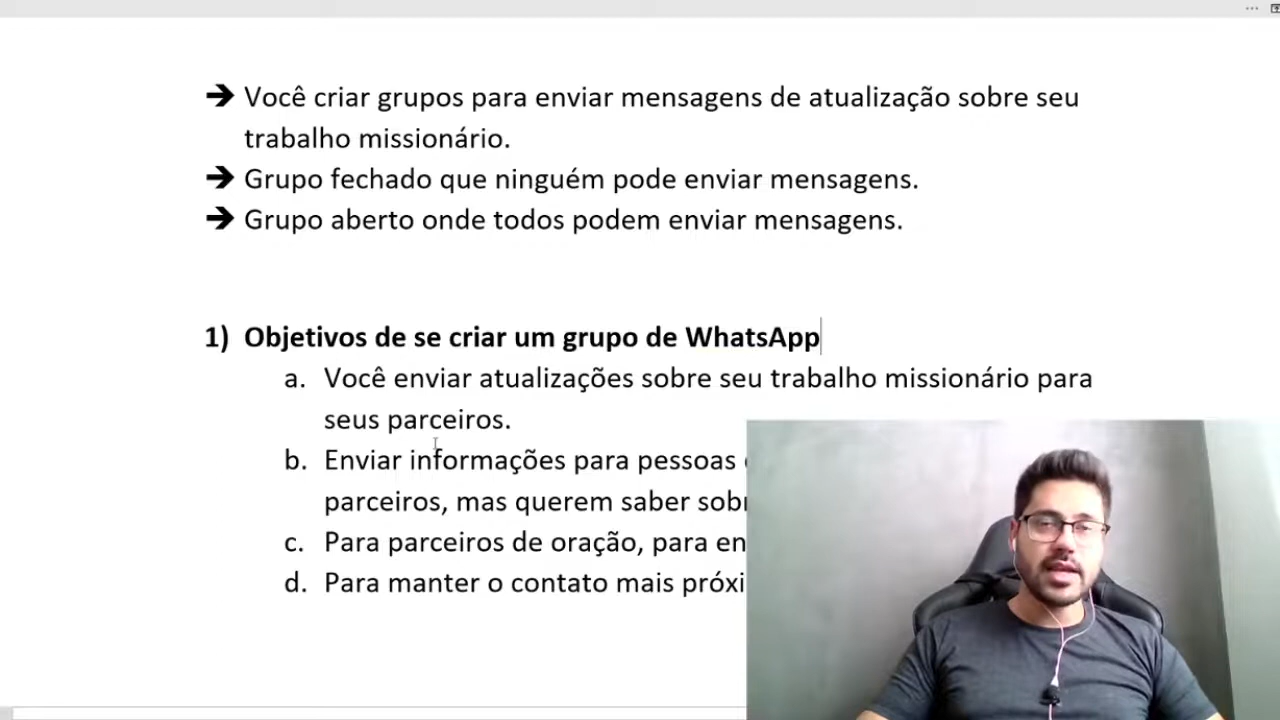 ➔ Você criar grupos para enviar mensagens de atualização sobre seu
trabalho missionário.
➔ Grupo fechado que ninguém pode enviar mensagens.
➔ Grupo aberto onde todos podem enviar mensagens.
1) Objetivos de se criar um grupo de WhatsApp
a. Você enviar atualizações sobre seu trabalho missionário para
seus parceiros.
b. Enviar informações para pessoas
parceiros, mas querem saber
c. Para parceiros de oração, para
d. Para manter o contato mais